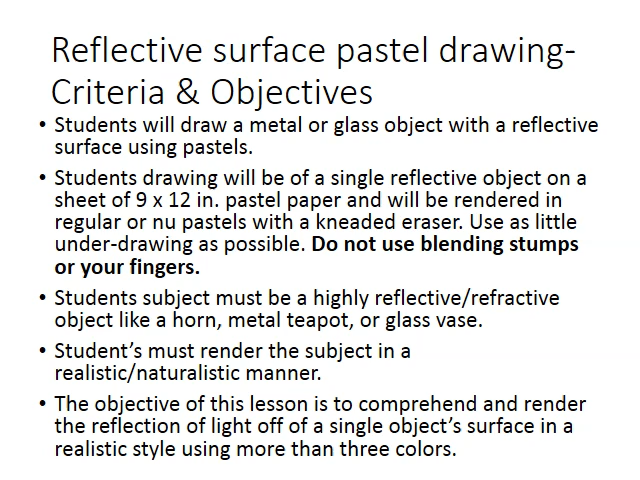 Reflective surface pastel drawing-
Criteria & Objectives
• Students will draw a metal or glass object with a reflective
surface using pastels.
• Students drawing will be of a single reflective object on a
sheet of 9 x 12 in. pastel paper and will be rendered in
regular or nu pastels with a kneaded eraser. Use as little
under-drawing as possible. Do not use blending stumps
or your fingers.
• Students subject must be a highly reflective/refractive
object like a horn, metal teapot, or glass vase.
• Student’s must render the subject in a
realistic/naturalistic manner.
• The objective of this lesson is to comprehend and render
the reflection of light off of a single object’s surface in a
realistic style using more than three colors.